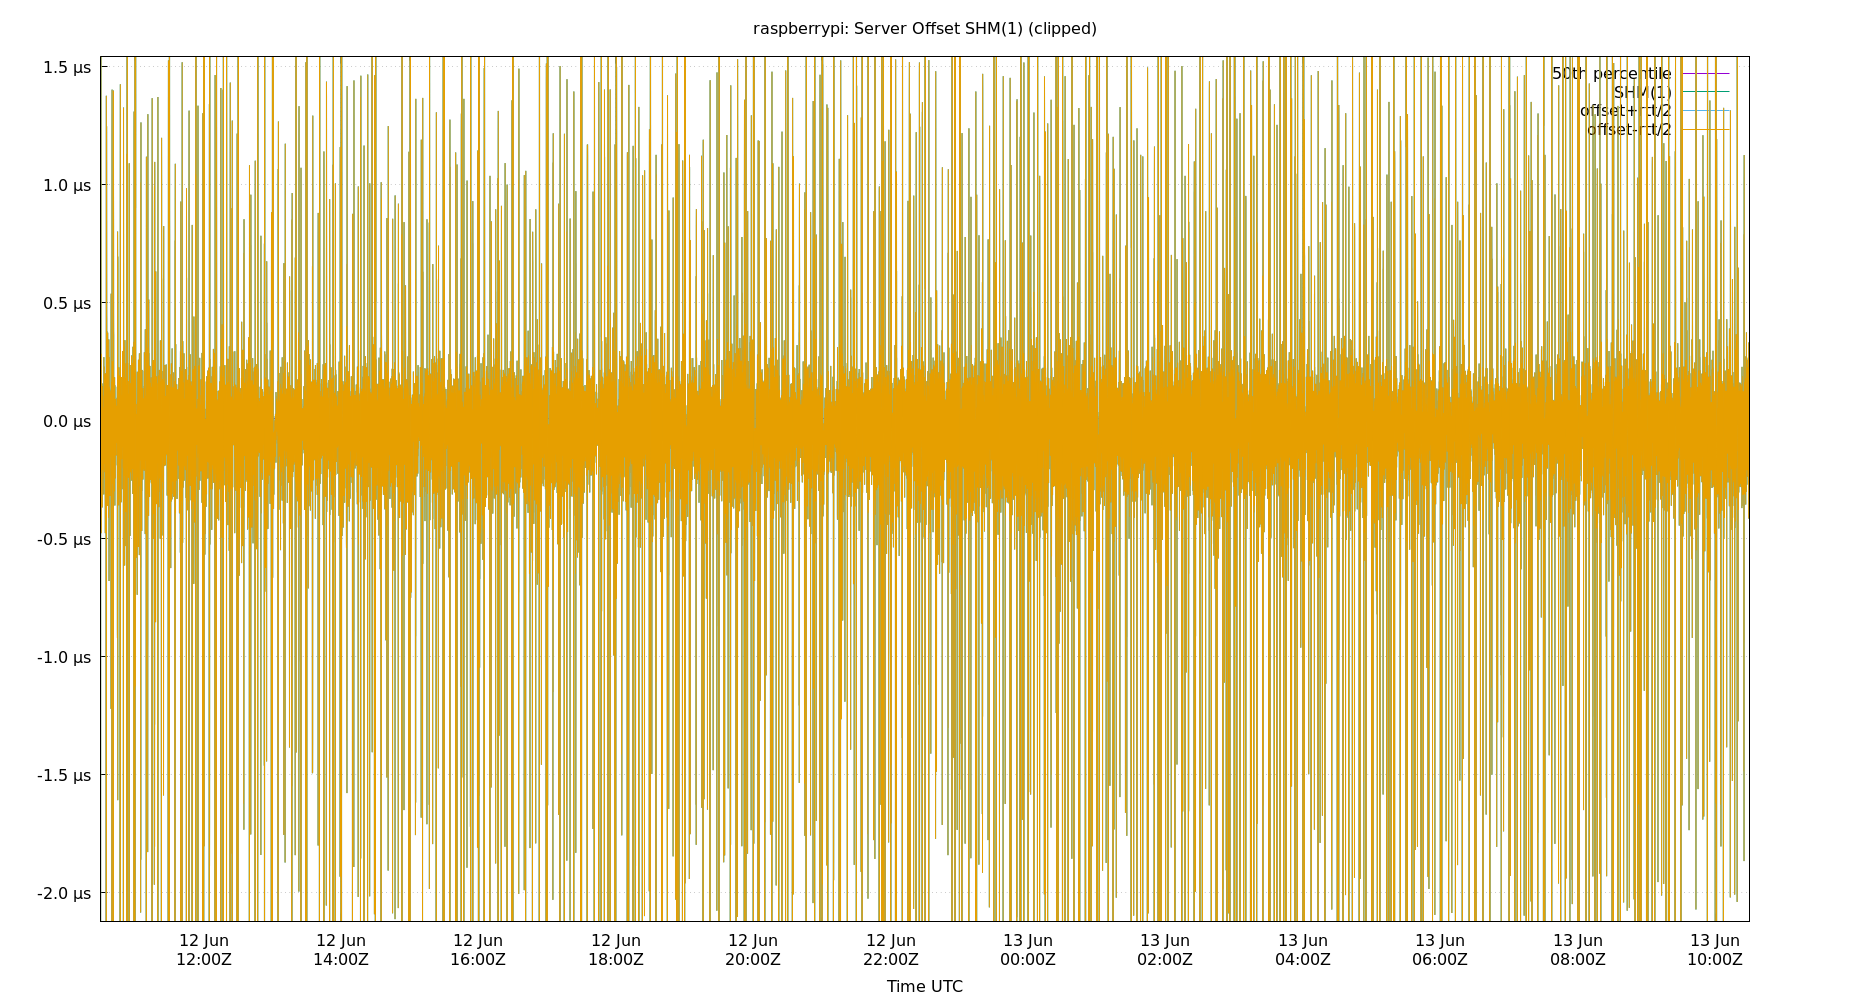 raspberrypi: Server Offset SHM(1) (clipped)
1.5 µs
1.0 µs
0.5 µs
0.0 µs
-0.5 µs
-1.0 µs
-1.5 µs
-2.0 µs
50th percentile
SHM(1)
offset+rtt/2
offset-rtt/2
12 Jun 12 Jun 12 Jun 12 Jun 12 Jun 12 Jun 13 Jun 13 Jun 13 Jun 13 Jun 13 Jun 13 Jun
12:00Z 14:00Z 16:00Z 18:00Z 20:00Z 22:00Z 00:00Z 02:00Z 04:00Z 06:00Z 08:00Z 10:00Z
Time UTC